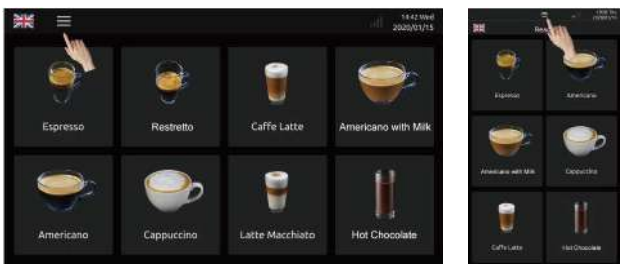 14:42 Wed
2020/01/15
Espresso
Restretto
Caffe Latte
Americano with Milk
Americano
Cappuccino
Latte Macchiato
Hot Chocolate
Espresso
Americano
Americano with Milk
Cappuccino
Caffe Latte
Hot Chocolate